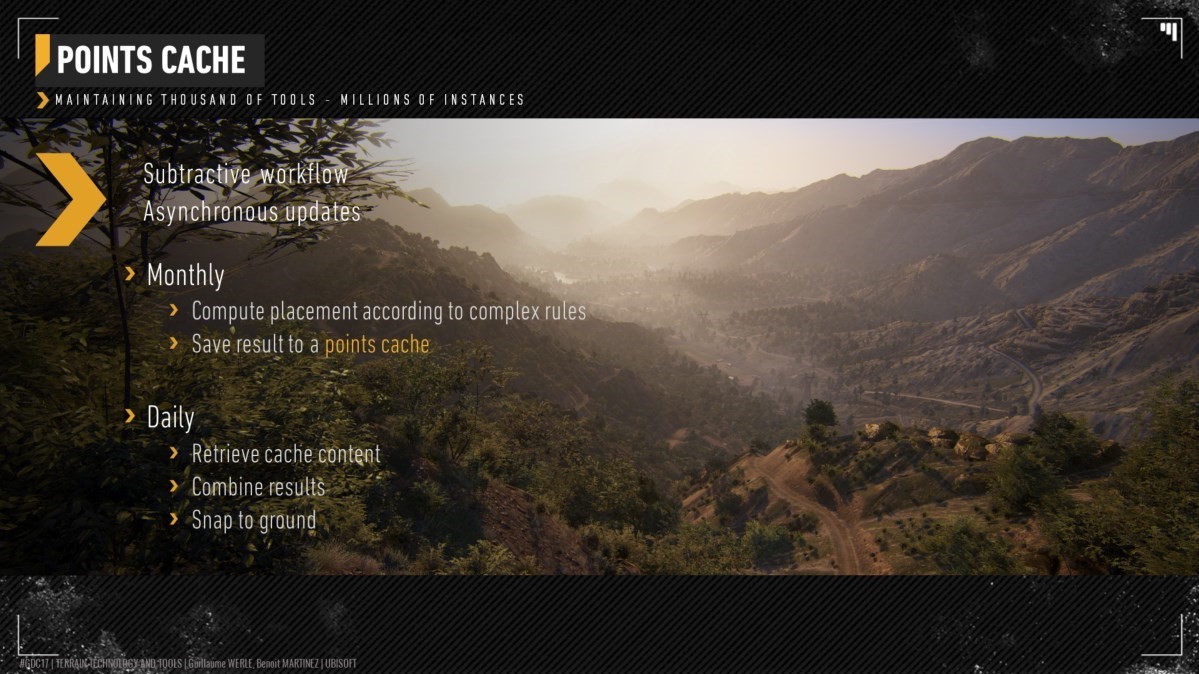 POINTS CACHE
MAINTAINING THOUSAND OF TOOLS - MILLIONS OF INSTANCES
Subtractive workflow
Asynchronous updates
Monthly
Compute placement according to complex rules
Save result to a points cache
Daily
Retrieve cache content
Combine results
Snap to ground
#GDC17 | TERRAIN TECHNOLOGY AND TOOLS | Guillaume WERLE, Benoit MARTINEZ | UBISOFT